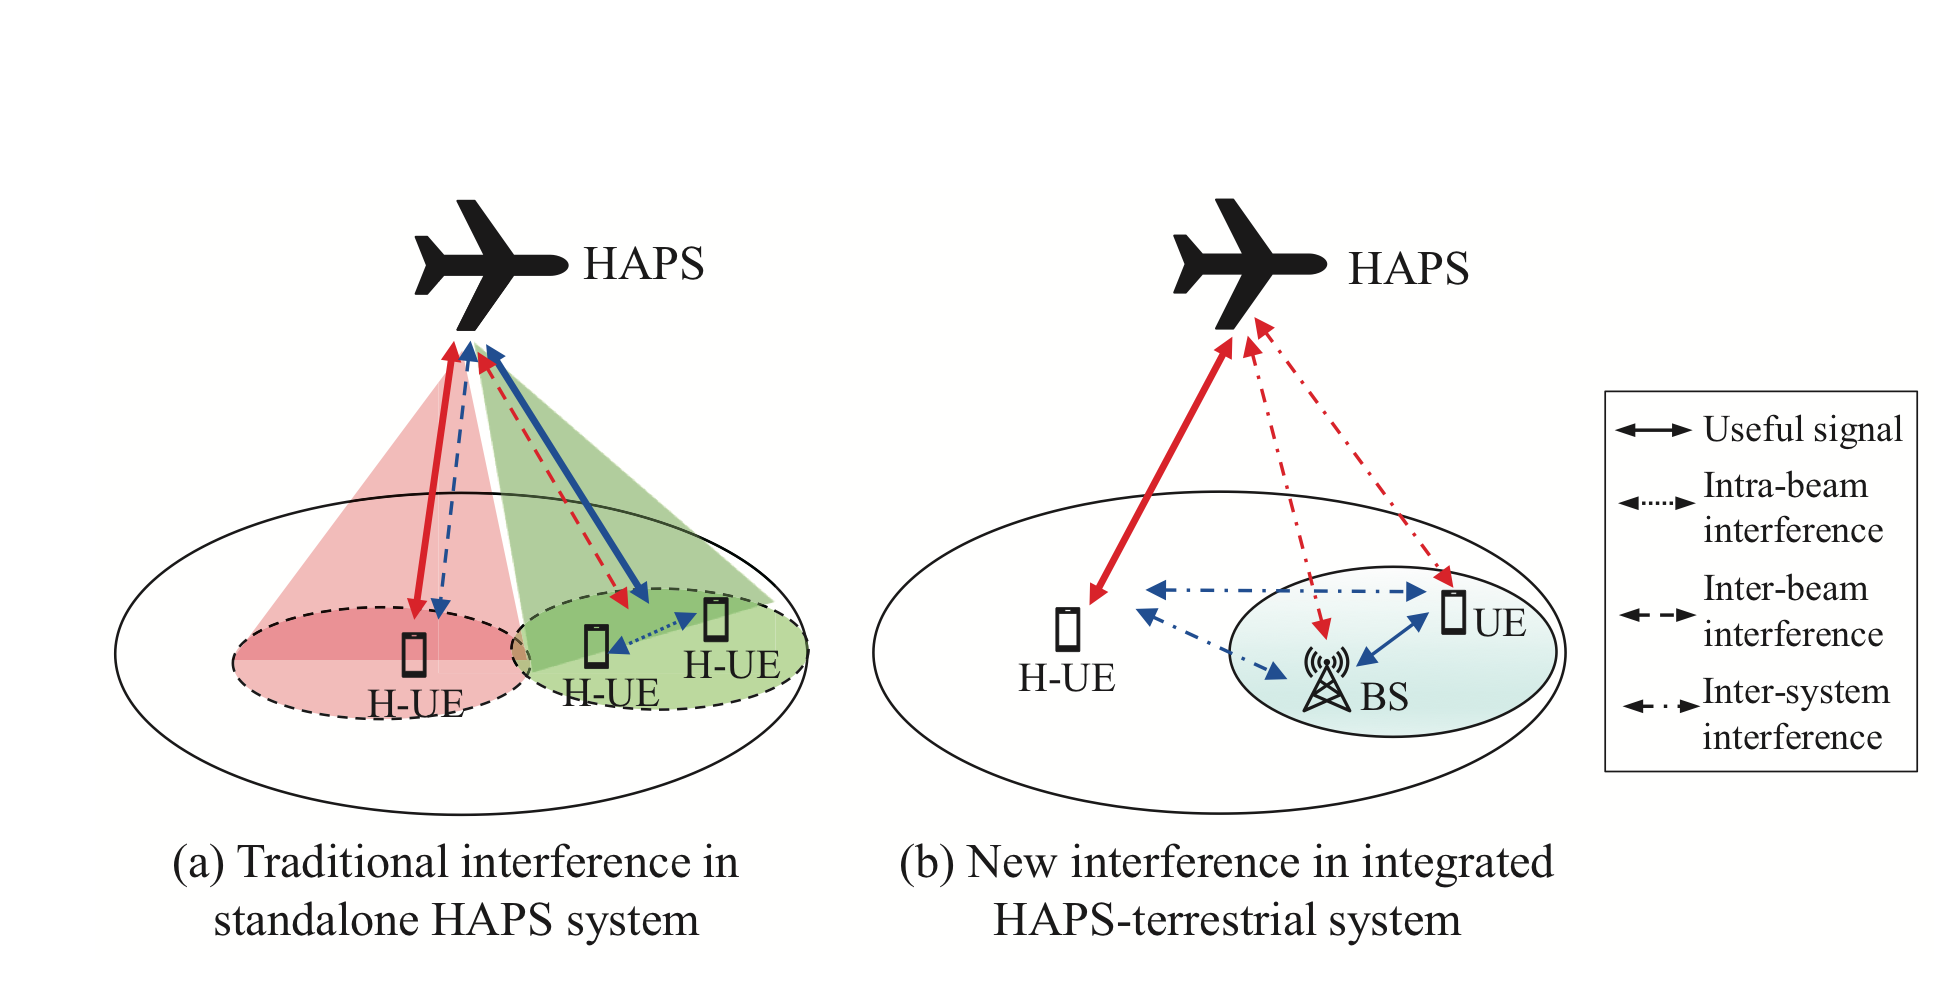 HAPS
H-UE
H-UE
H-UE
(a) Traditional interference in
standalone HAPS system
HAPS
H-UE
UE
BS
(b) New interference in integrated
HAPS-terrestrial system
Useful signal
Intra-beam
interference
Inter-beam
interference
Inter-system
interference